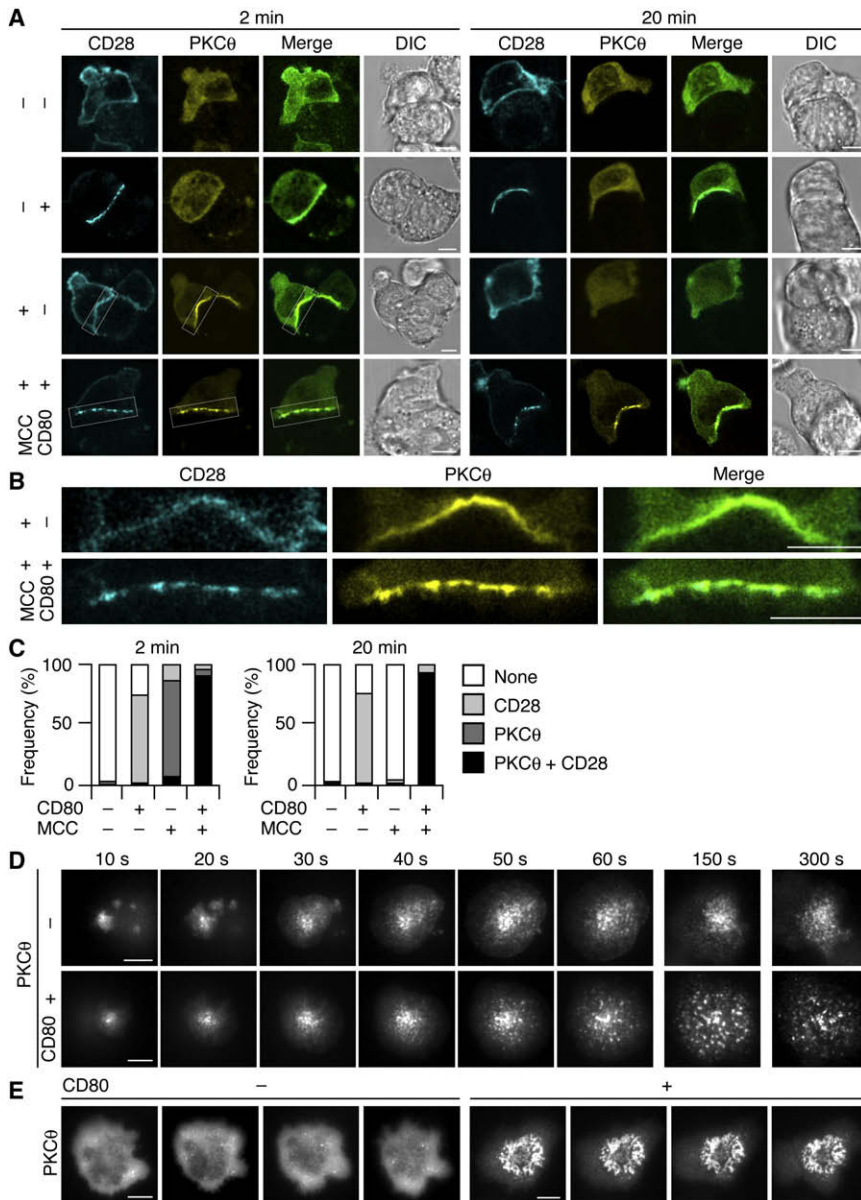 A
2 min 20 min
CD28 PKCθ Merge DIC CD28 PKCθ Merge DIC
– –
– +
+ –
+ +
MCC CD80
B
CD28 PKCθ Merge
+ –
+ +
MCC CD80
C
2 min 20 min
Frequency (%) 100 50 0
Frequency (%) 100 50 0
None
CD28
PKCθ
PKCθ + CD28
CD80 – + – + CD80 – + – +
MCC – – + + MCC – – + +
D
10 s 20 s 30 s 40 s 50 s 60 s 150 s 300 s
PKCθ
–
CD80 +
E
CD80 – +
PKCθ